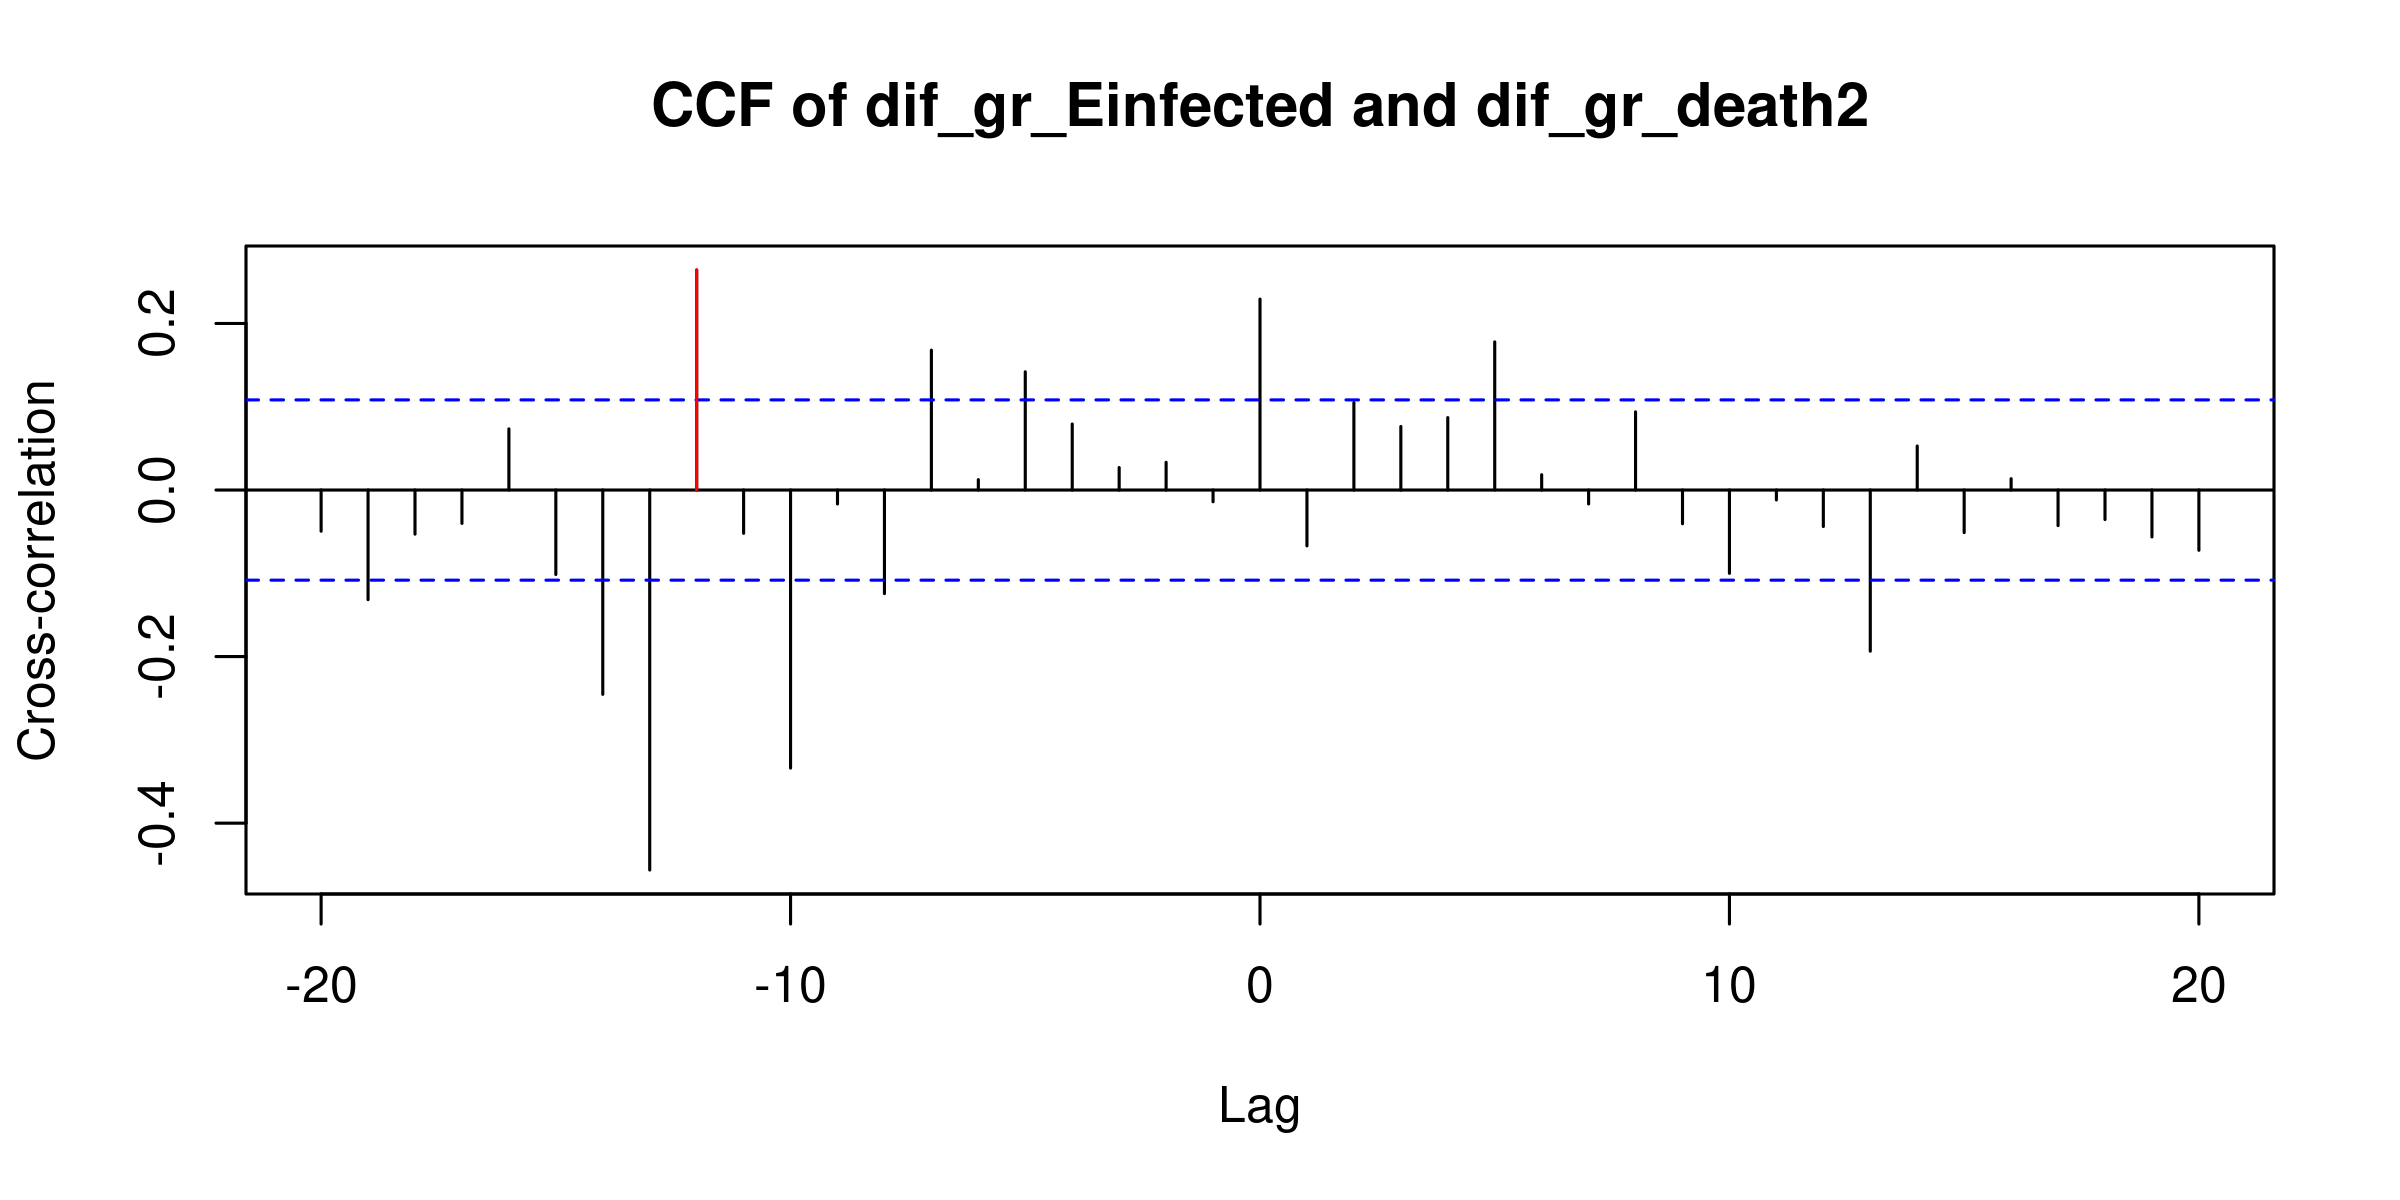 CCF of dif_gr_Einfected and dif_gr_death2
Cross-correlation
0.2
0.0
-0.2
-0.4
-20 -10 0 10 20
Lag